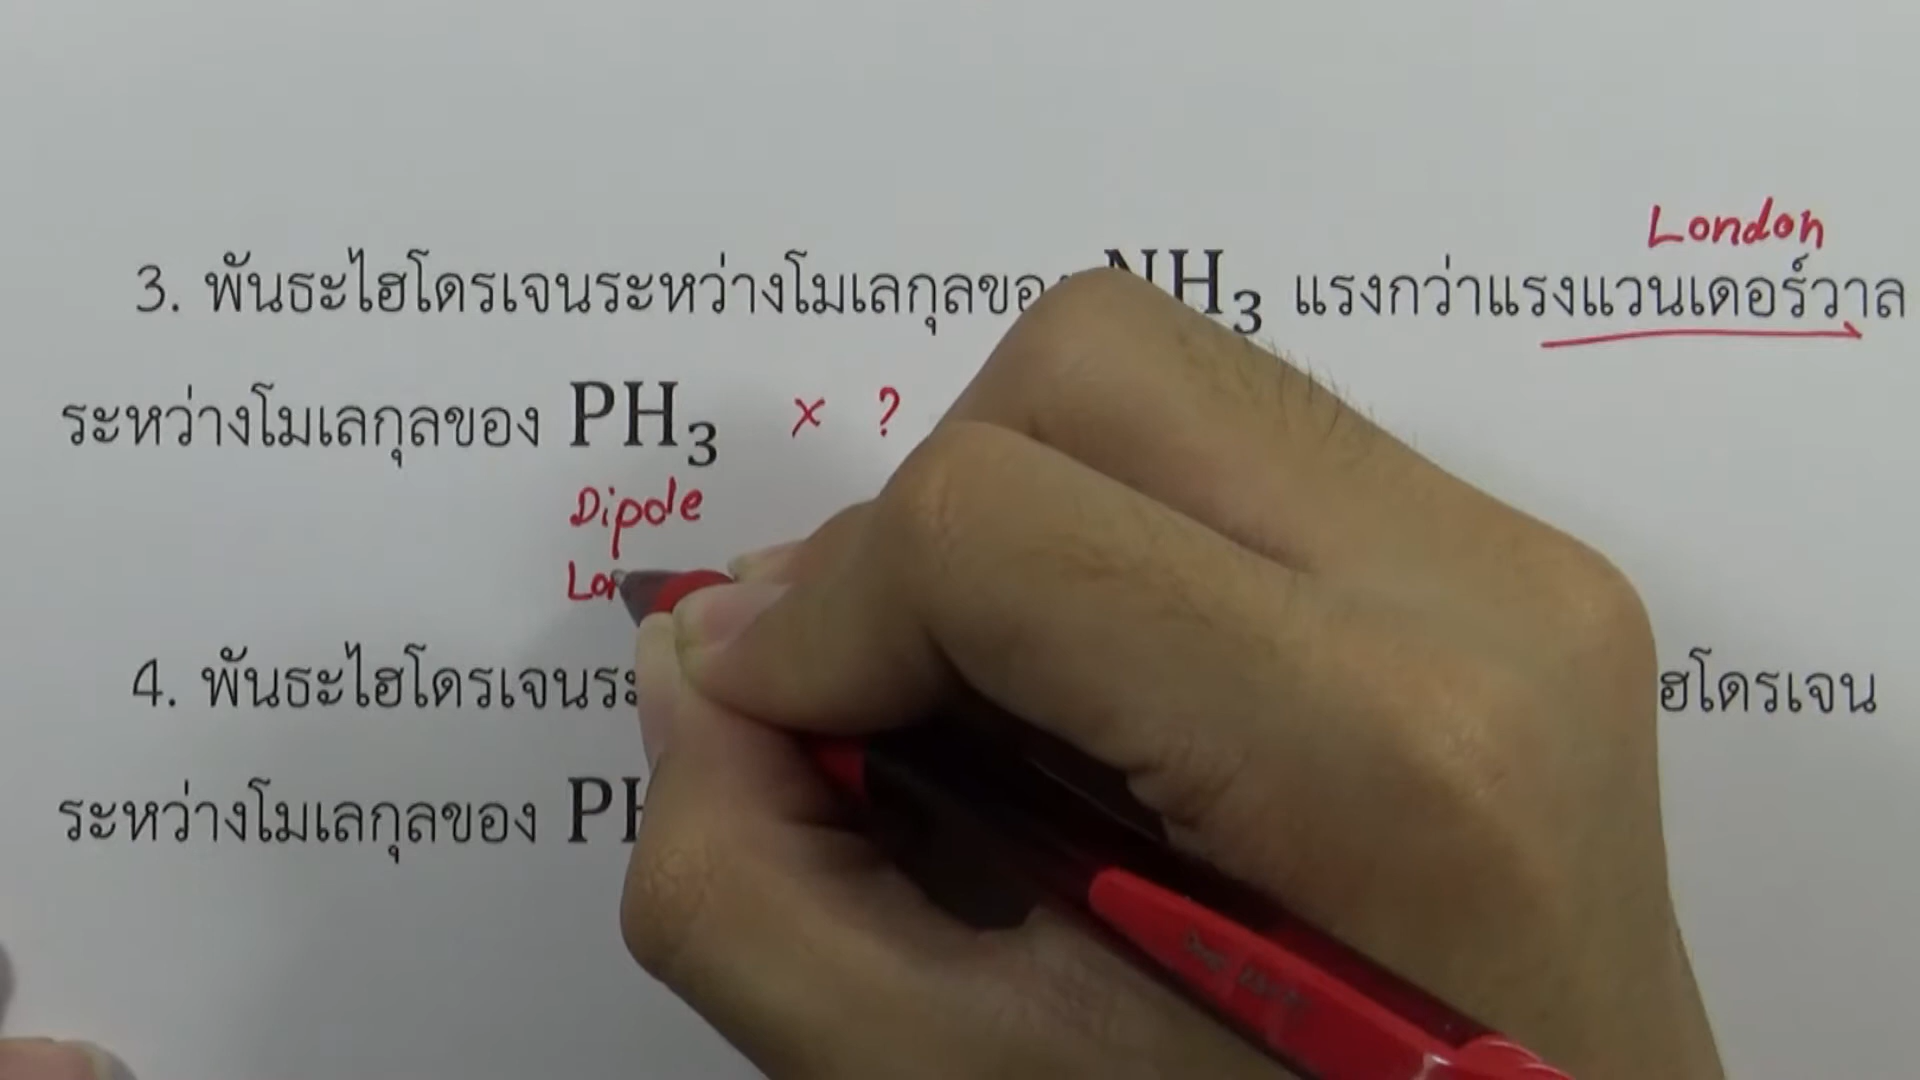 London
3. พันธะไฮโดรเจนระหว่างโมเลกุลของ NH₃ แรงกว่าแรงแวนเดอร์วาล
ระหว่างโมเลกุลของ PH₃ × ?
Dipole
Lon
4. พันธะไฮโดรเจนระ ฮโดรเจน
ระหว่างโมเลกุลของ PH